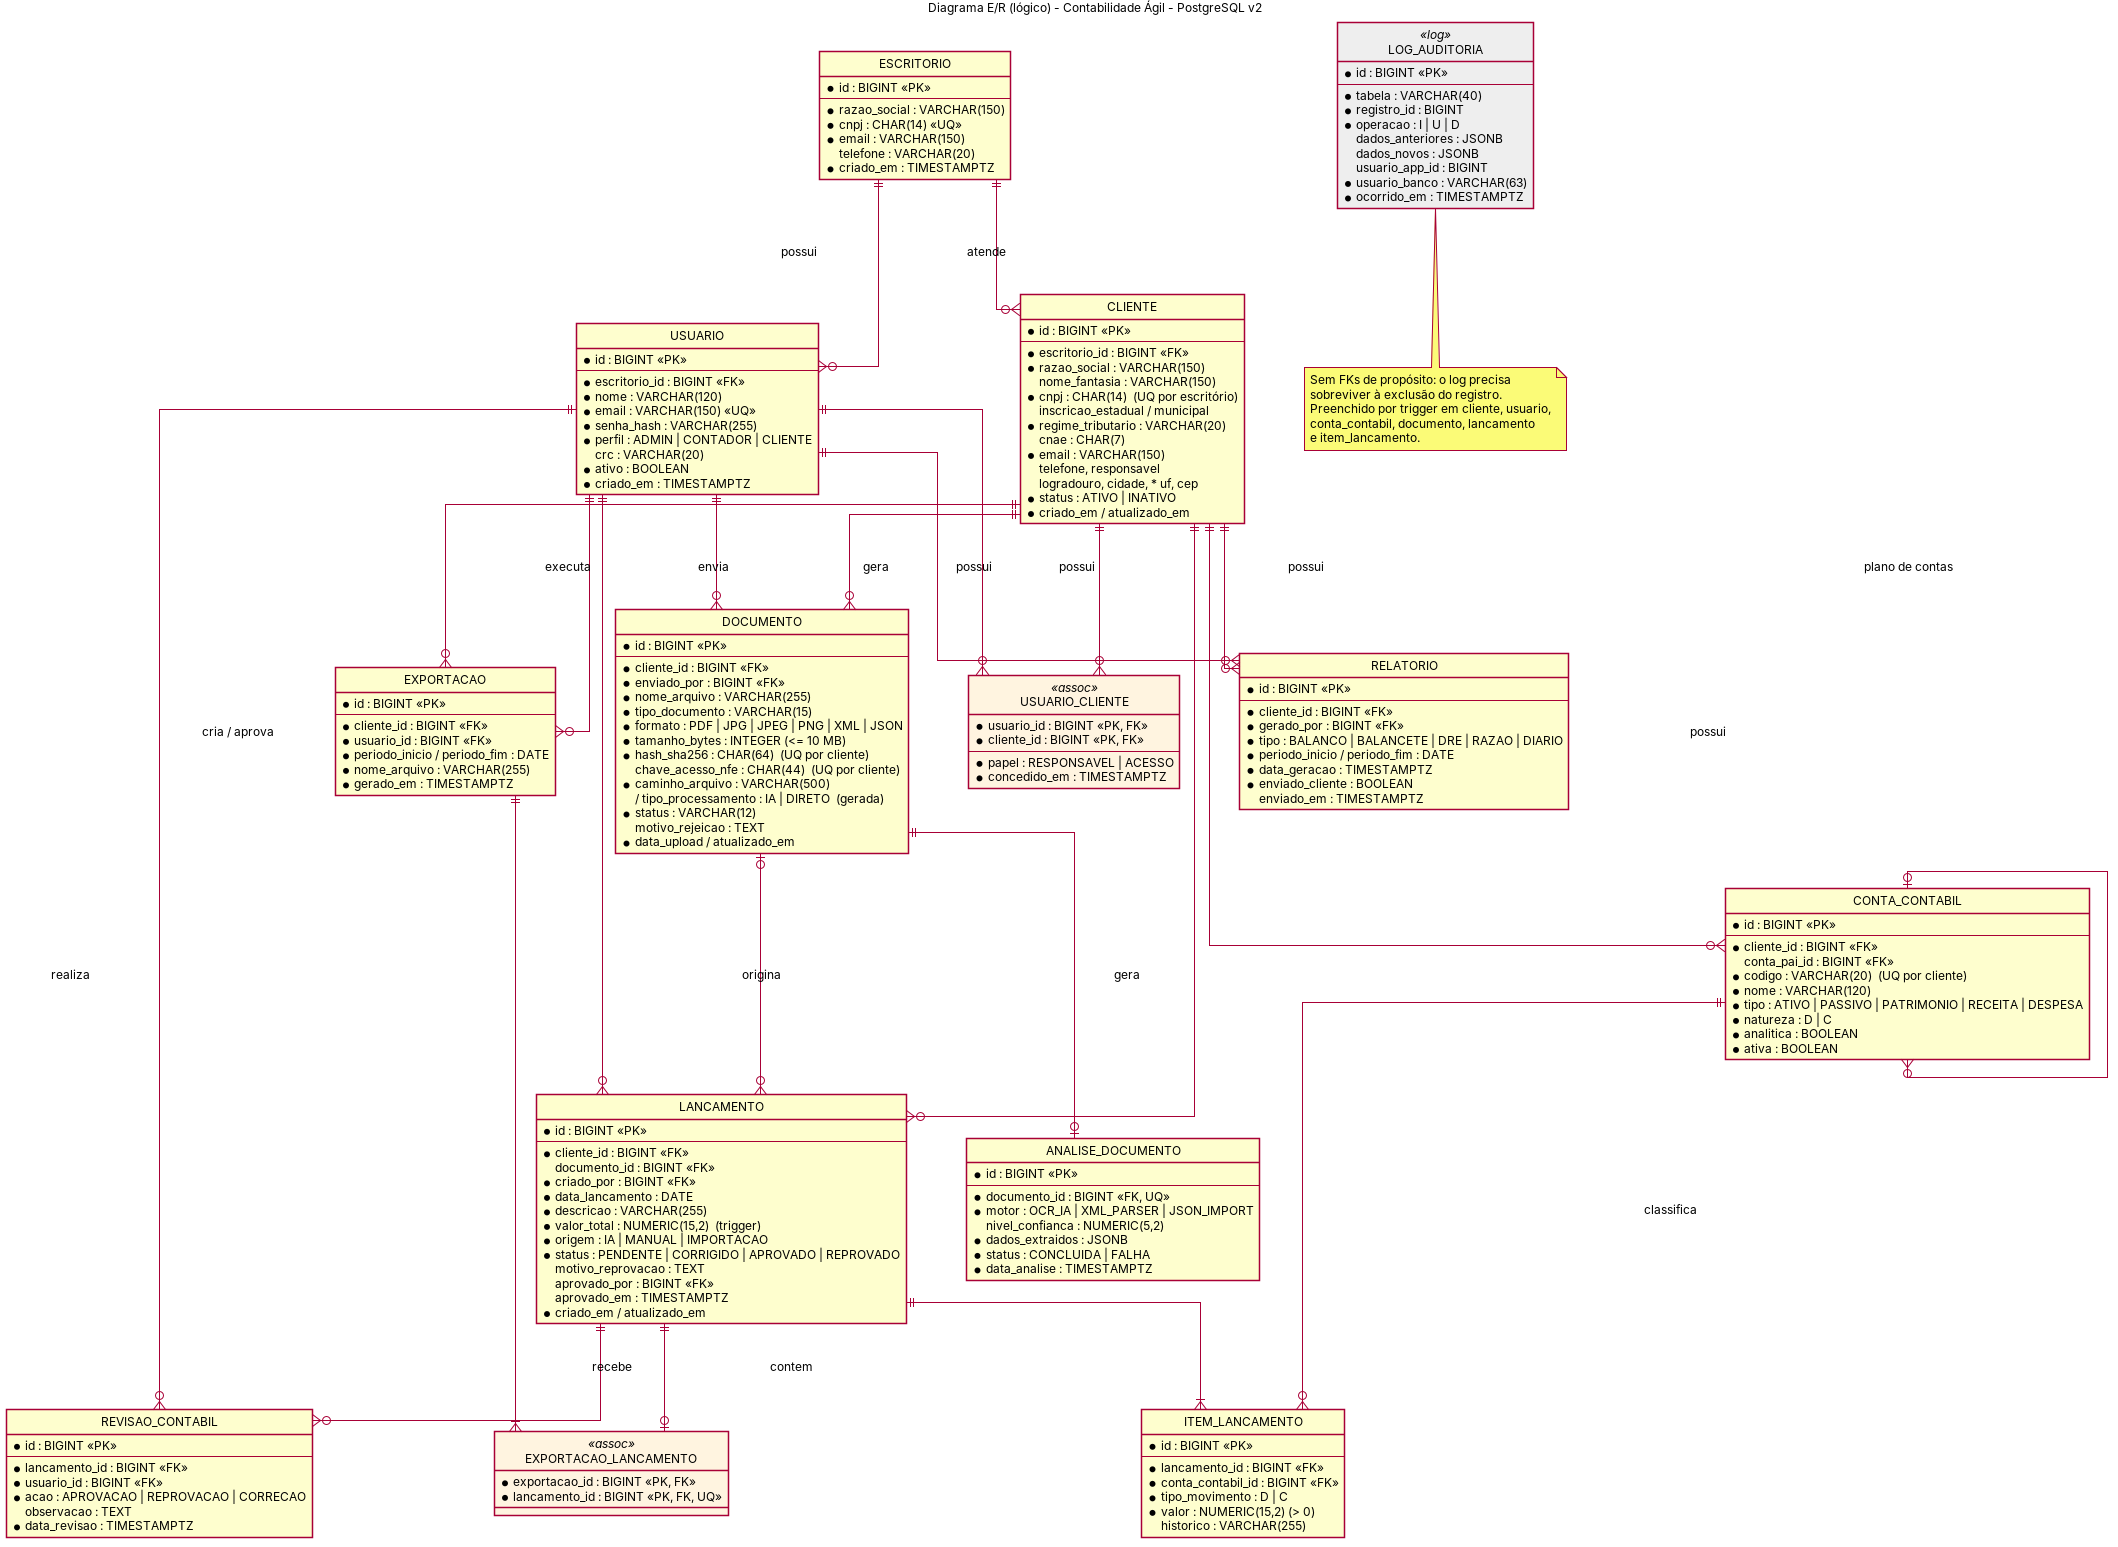 Diagrama E/R (lógico) - Contabilidade Ágil - PostgreSQL v2
«log»
LOG_AUDITORIA
id : BIGINT «PK»
tabela : VARCHAR(40)
registro_id : BIGINT
operacao : I | U | D
dados_anteriores : JSONB
dados_novos : JSONB
usuario_app_id : BIGINT
usuario_banco : VARCHAR(63)
ocorrido_em : TIMESTAMPTZ
ESCRITORIO
id : BIGINT «PK»
razao_social : VARCHAR(150)
cnpj : CHAR(14) «UQ»
email : VARCHAR(150)
telefone : VARCHAR(20)
criado_em : TIMESTAMPTZ
possui
atende
CLIENTE
id : BIGINT «PK»
escritorio_id : BIGINT «FK»
razao_social : VARCHAR(150)
nome_fantasia : VARCHAR(150)
cnpj : CHAR(14)  (UQ por escritório)
inscricao_estadual / municipal
regime_tributario : VARCHAR(20)
cnae : CHAR(7)
email : VARCHAR(150)
telefone, responsavel
logradouro, cidade, * uf, cep
status : ATIVO | INATIVO
criado_em / atualizado_em
USUARIO
id : BIGINT «PK»
escritorio_id : BIGINT «FK»
nome : VARCHAR(120)
email : VARCHAR(150) «UQ»
senha_hash : VARCHAR(255)
perfil : ADMIN | CONTADOR | CLIENTE
crc : VARCHAR(20)
ativo : BOOLEAN
criado_em : TIMESTAMPTZ
Sem FKs de propósito: o log precisa
sobreviver à exclusão do registro.
Preenchido por trigger em cliente, usuario,
conta_contabil, documento, lancamento
e item_lancamento.
executa
envia
gera
possui
possui
possui
plano de contas
DOCUMENTO
id : BIGINT «PK»
cliente_id : BIGINT «FK»
enviado_por : BIGINT «FK»
nome_arquivo : VARCHAR(255)
tipo_documento : VARCHAR(15)
formato : PDF | JPG | JPEG | PNG | XML | JSON
tamanho_bytes : INTEGER (<= 10 MB)
hash_sha256 : CHAR(64)  (UQ por cliente)
chave_acesso_nfe : CHAR(44)  (UQ por cliente)
caminho_arquivo : VARCHAR(500)
/ tipo_processamento : IA | DIRETO  (gerada)
status : VARCHAR(12)
motivo_rejeicao : TEXT
data_upload / atualizado_em
EXPORTACAO
id : BIGINT «PK»
cliente_id : BIGINT «FK»
usuario_id : BIGINT «FK»
periodo_inicio / periodo_fim : DATE
nome_arquivo : VARCHAR(255)
gerado_em : TIMESTAMPTZ
«assoc»
USUARIO_CLIENTE
usuario_id : BIGINT «PK, FK»
cliente_id : BIGINT «PK, FK»
papel : RESPONSAVEL | ACESSO
concedido_em : TIMESTAMPTZ
RELATORIO
id : BIGINT «PK»
cliente_id : BIGINT «FK»
gerado_por : BIGINT «FK»
tipo : BALANCO | BALANCETE | DRE | RAZAO | DIARIO
periodo_inicio / periodo_fim : DATE
data_geracao : TIMESTAMPTZ
enviado_cliente : BOOLEAN
enviado_em : TIMESTAMPTZ
cria / aprova
possui
CONTA_CONTABIL
id : BIGINT «PK»
cliente_id : BIGINT «FK»
conta_pai_id : BIGINT «FK»
codigo : VARCHAR(20)  (UQ por cliente)
nome : VARCHAR(120)
tipo : ATIVO | PASSIVO | PATRIMONIO | RECEITA | DESPESA
natureza : D | C
analitica : BOOLEAN
ativa : BOOLEAN
realiza
origina
gera
LANCAMENTO
id : BIGINT «PK»
cliente_id : BIGINT «FK»
documento_id : BIGINT «FK»
criado_por : BIGINT «FK»
data_lancamento : DATE
descricao : VARCHAR(255)
valor_total : NUMERIC(15,2)  (trigger)
origem : IA | MANUAL | IMPORTACAO
status : PENDENTE | CORRIGIDO | APROVADO | REPROVADO
motivo_reprovacao : TEXT
aprovado_por : BIGINT «FK»
aprovado_em : TIMESTAMPTZ
criado_em / atualizado_em
ANALISE_DOCUMENTO
id : BIGINT «PK»
documento_id : BIGINT «FK, UQ»
motor : OCR_IA | XML_PARSER | JSON_IMPORT
nivel_confianca : NUMERIC(5,2)
dados_extraidos : JSONB
status : CONCLUIDA | FALHA
data_analise : TIMESTAMPTZ
classifica
recebe
contem
REVISAO_CONTABIL
id : BIGINT «PK»
lancamento_id : BIGINT «FK»
usuario_id : BIGINT «FK»
acao : APROVACAO | REPROVACAO | CORRECAO
observacao : TEXT
data_revisao : TIMESTAMPTZ
«assoc»
EXPORTACAO_LANCAMENTO
exportacao_id : BIGINT «PK, FK»
lancamento_id : BIGINT «PK, FK, UQ»
ITEM_LANCAMENTO
id : BIGINT «PK»
lancamento_id : BIGINT «FK»
conta_contabil_id : BIGINT «FK»
tipo_movimento : D | C
valor : NUMERIC(15,2) (> 0)
historico : VARCHAR(255)